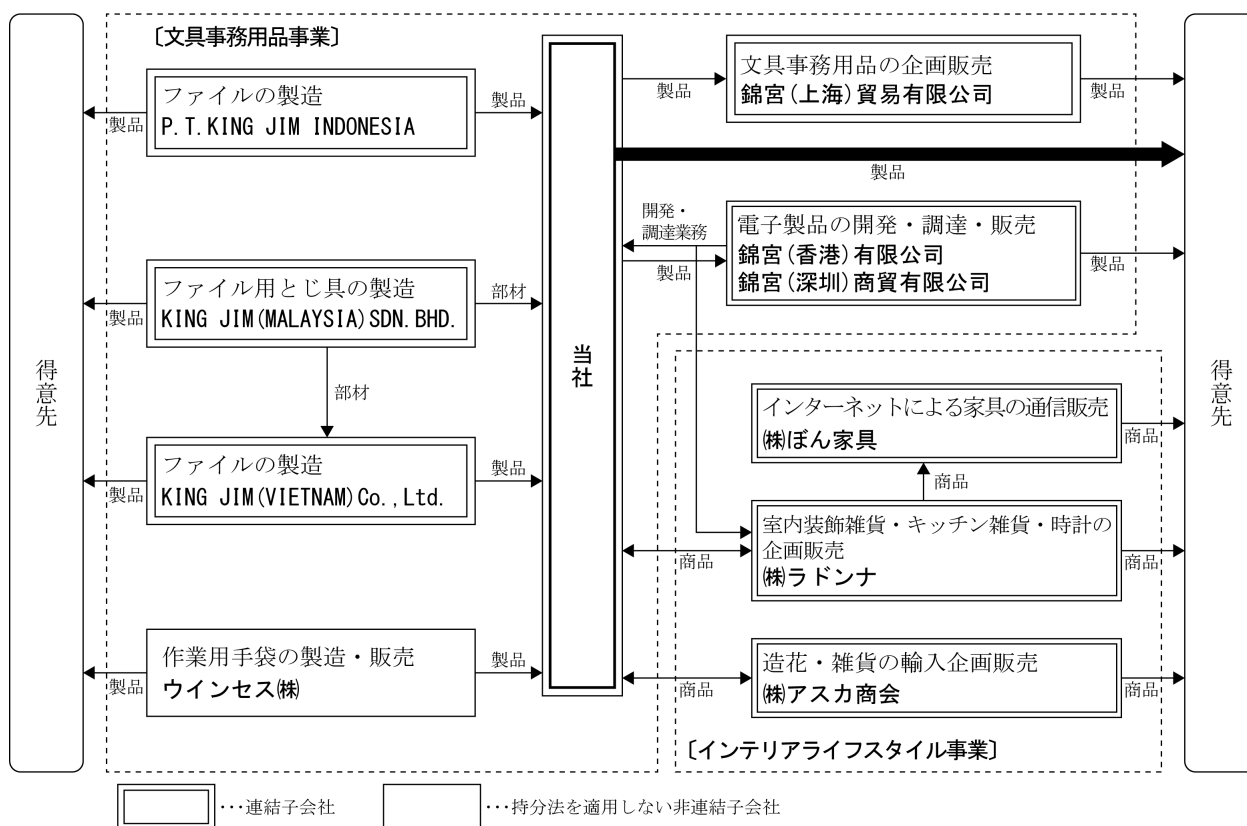 〔文具事務用品事業〕
ファイルの製造
P.T.KING JIM INDONESIA
製品
製品
ファイル用とじ具の製造
KING JIM(MALAYSIA)SDN.BHD.
製品
部材
部材
ファイルの製造
KING JIM(VIETNAM)Co.,Ltd.
製品
製品
作業用手袋の製造・販売
ウインセス㈱
製品
製品
得意先
当社
文具事務用品の企画販売
錦宮(上海)貿易有限公司
製品
製品
製品
開発・
調達業務
製品
電子製品の開発・調達・販売
錦宮(香港)有限公司
錦宮(深圳)商貿有限公司
製品
インターネットによる家具の通信販売
㈱ぼん家具
商品
商品
室内装飾雑貨・キッチン雑貨・時計の
企画販売
㈱ラドンナ
商品
商品
造花・雑貨の輸入企画販売
㈱アスカ商会
商品
商品
〔インテリアライフスタイル事業〕
得意先
…連結子会社
…持分法を適用しない非連結子会社